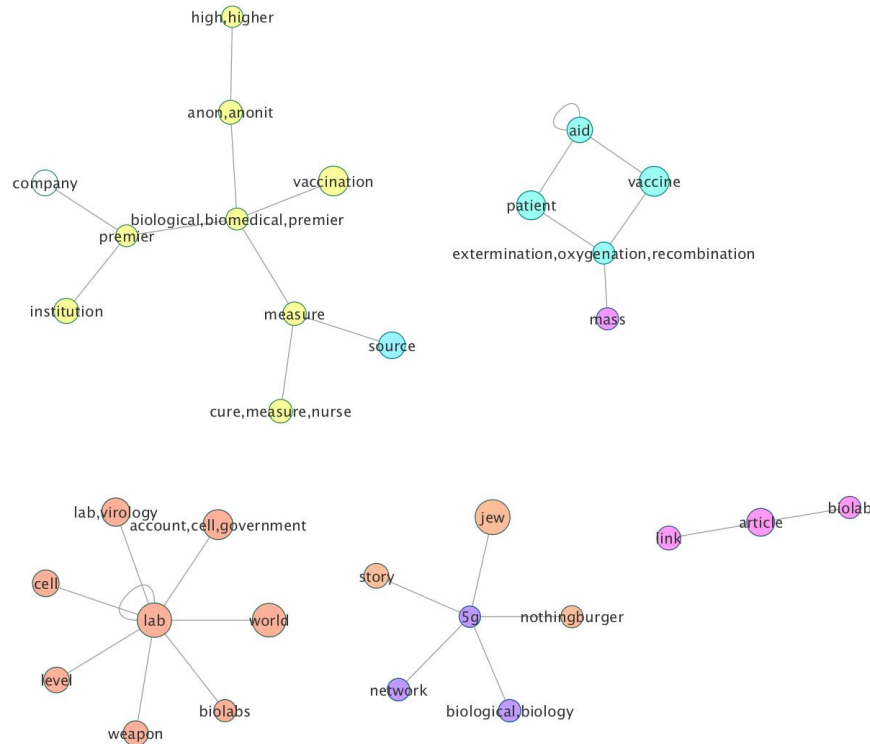 high,higher
anon,anonit
aid
company
vaccination
vaccine
patient
biological,biomedical,premier
premier
extermination,oxygenation,recombination
institution
measure
mass
source
cure,measure,nurse
lab,virology
account,cell,government
jew
biolab
article
link
cell
story
lab
world
5g
nothingburger
level
network
biolabs
biological,biology
weapon